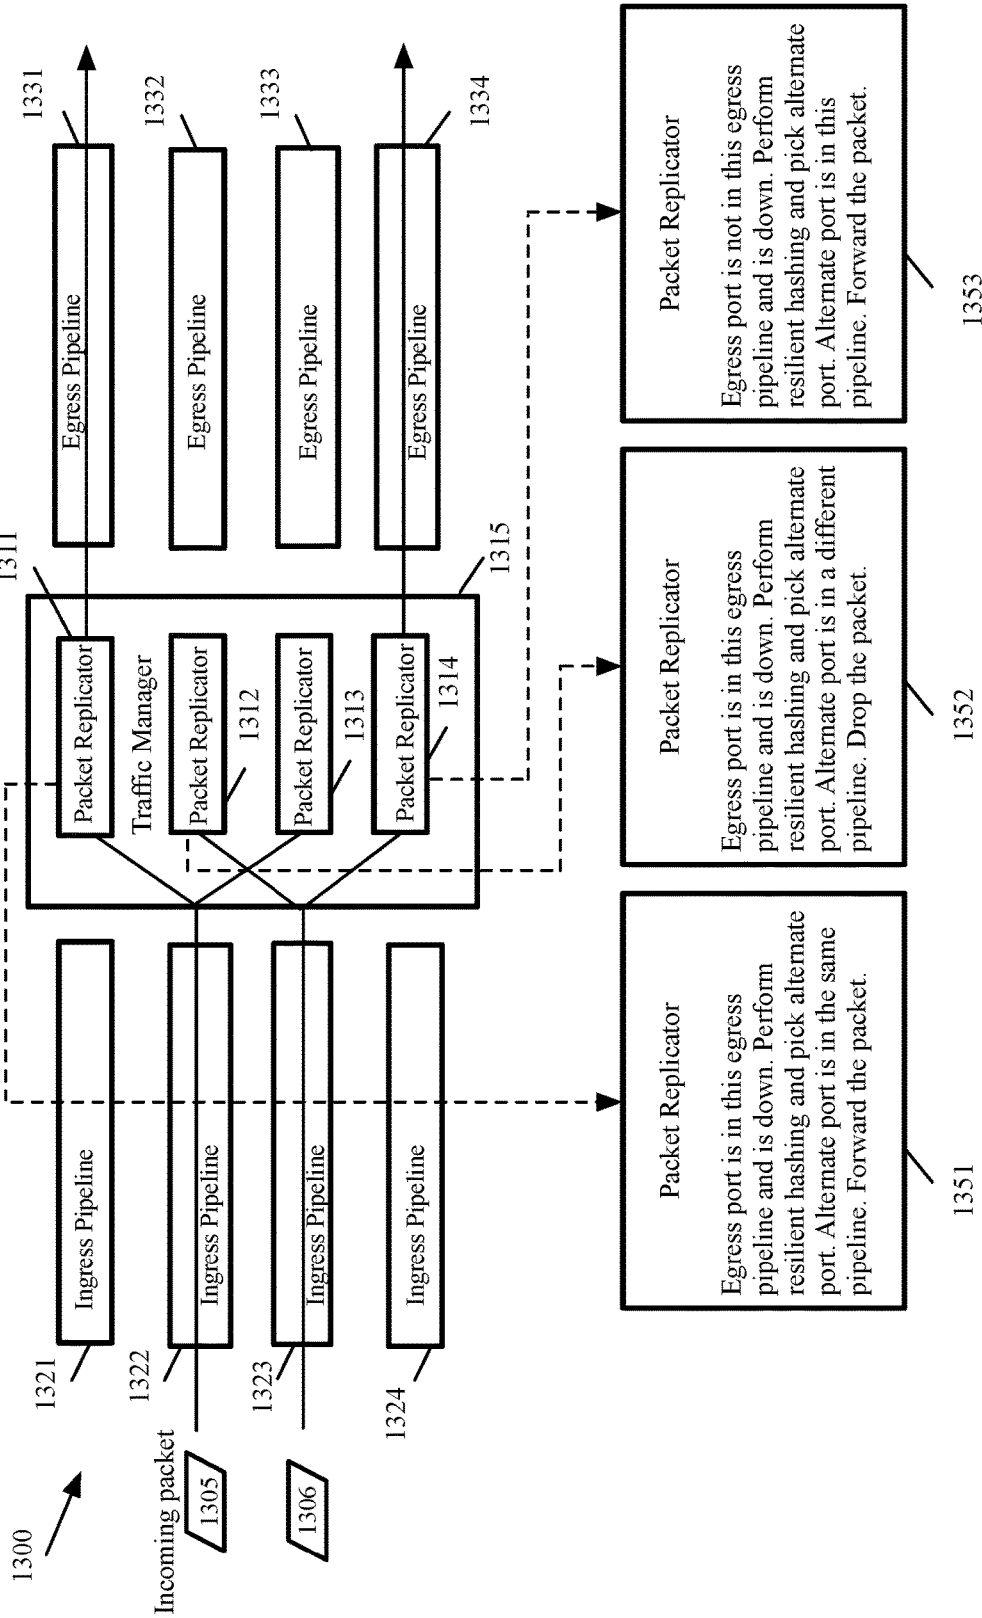 1300
Incoming packet
1305
1306
1321
1322
1323
1324
Ingress Pipeline
Ingress Pipeline
Ingress Pipeline
Ingress Pipeline
1311
Packet Replicator
Traffic Manager
Packet Replicator
1312
Packet Replicator
1313
Packet Replicator
1314
1315
Egress Pipeline
Egress Pipeline
Egress Pipeline
Egress Pipeline
1331
1332
1333
1334
Packet Replicator
Egress port is in this egress
pipeline and is down. Perform
resilient hashing and pick alternate
port. Alternate port is in the same
pipeline. Forward the packet.
1351
Packet Replicator
Egress port is in this egress
pipeline and is down. Perform
resilient hashing and pick alternate
port. Alternate port is in a different
pipeline. Drop the packet.
1352
Packet Replicator
Egress port is not in this egress
pipeline and is down. Perform
resilient hashing and pick alternate
port. Alternate port is in this
pipeline. Forward the packet.
1353